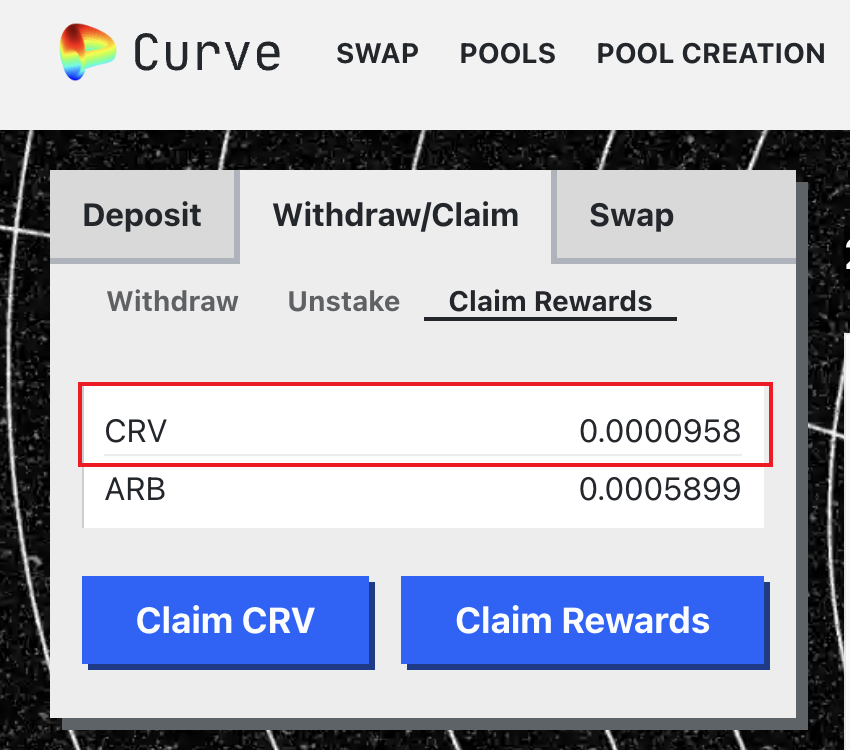 Curve SWAP POOLS POOL CREATION
Deposit Withdraw/Claim Swap
Withdraw Unstake Claim Rewards
CRV 0.0000958
ARB 0.0005899
Claim CRV Claim Rewards